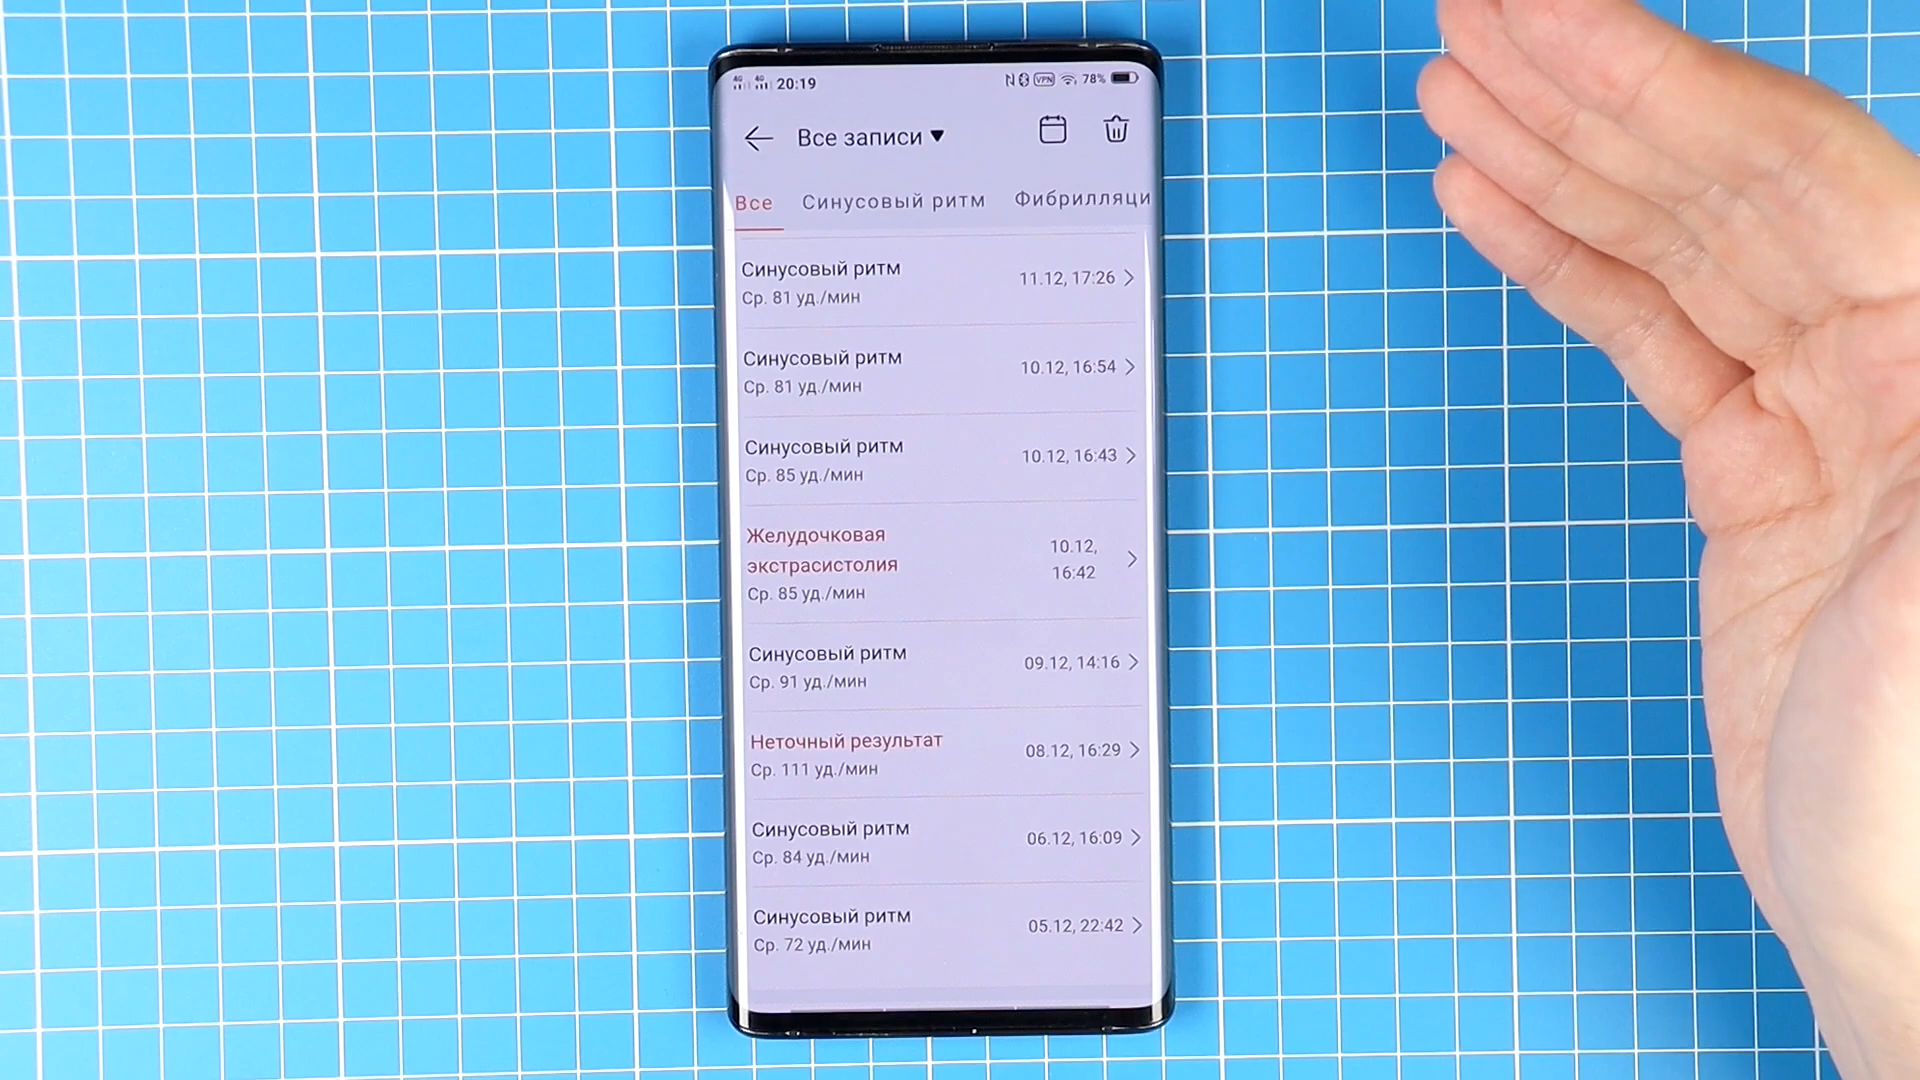 4G 4G 20:19 VPN 78%
Все записи
Все Синусовый ритм Фибрилляци
Синусовый ритм
11.12, 17:26
Ср. 81 уд./мин
Синусовый ритм
10.12, 16:54
Ср. 81 уд./мин
Синусовый ритм
10.12, 16:43
Ср. 85 уд./мин
Желудочковая
экстрасистолия
10.12,
16:42
Ср. 85 уд./мин
Синусовый ритм
09.12, 14:16
Ср. 91 уд./мин
Неточный результат
08.12, 16:29
Ср. 111 уд./мин
Синусовый ритм
06.12, 16:09
Ср. 84 уд./мин
Синусовый ритм
05.12, 22:42
Ср. 72 уд./мин